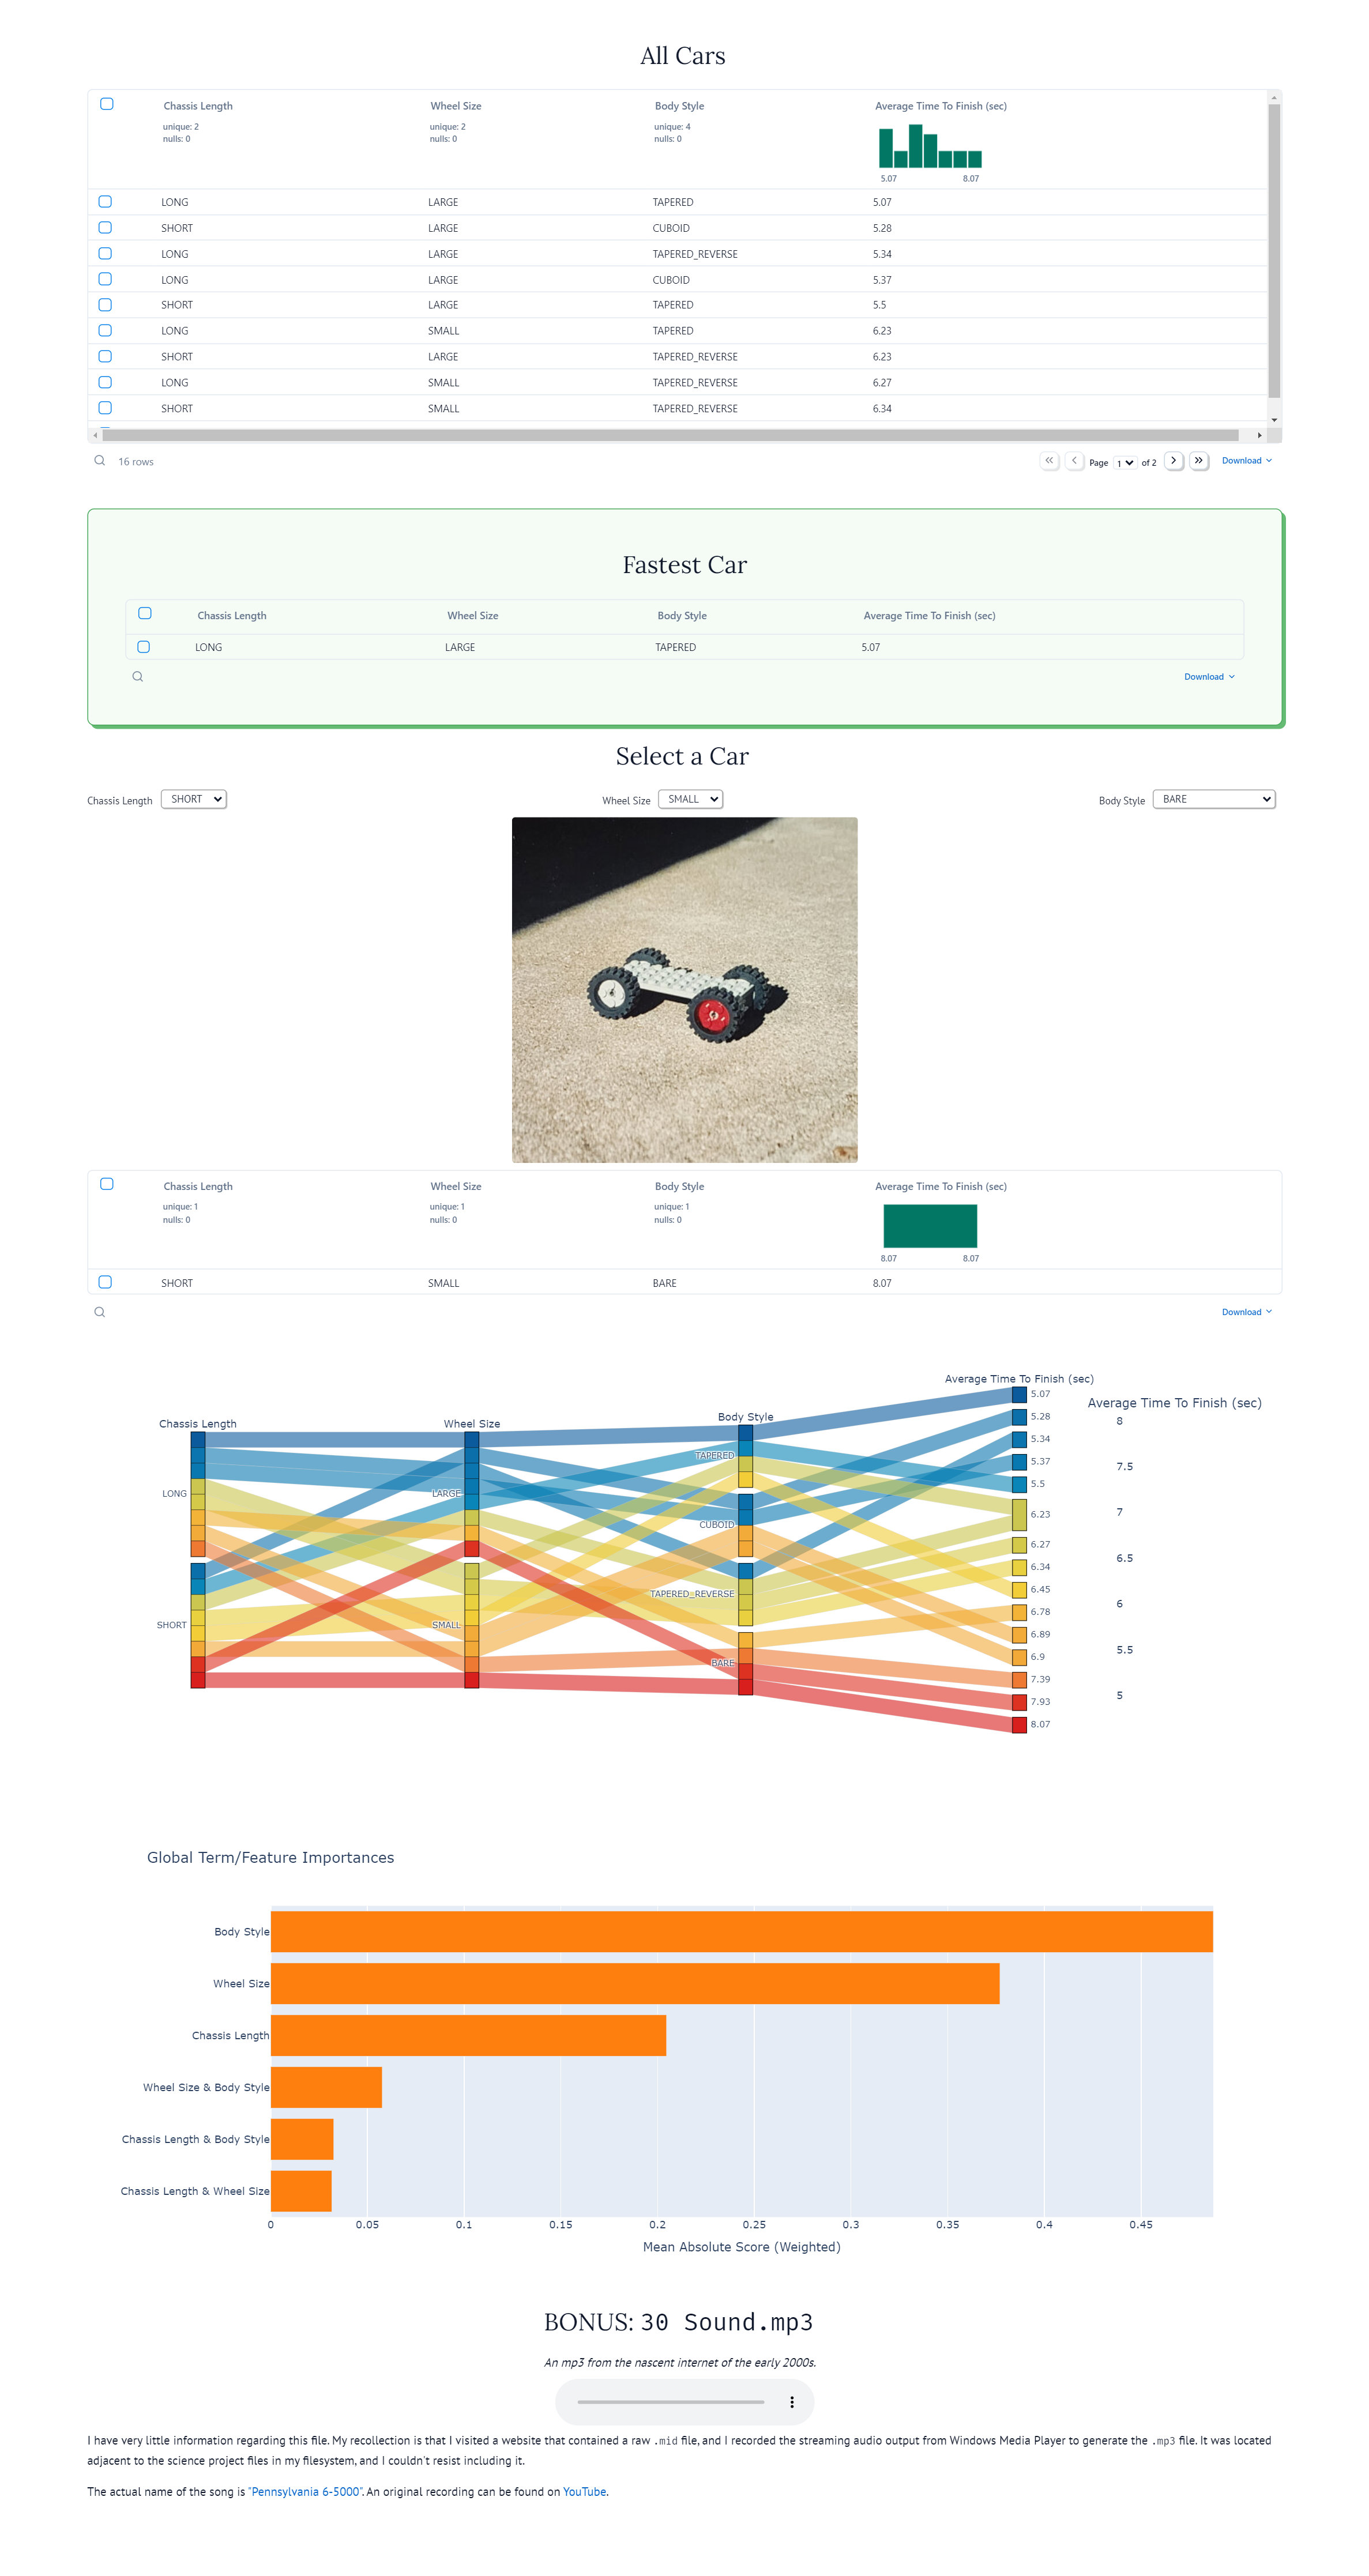 All Cars
Chassis Length Wheel Size Body Style Average Time To Finish (sec)
unique: 2 unique: 2 unique: 4
nulls: 0 nulls: 0 nulls: 0
5.07 8.07
LONG LARGE TAPERED 5.07
SHORT LARGE CUBOID 5.28
LONG LARGE TAPERED_REVERSE 5.34
LONG LARGE CUBOID 5.37
SHORT LARGE TAPERED 5.5
LONG SMALL TAPERED 6.23
SHORT LARGE TAPERED_REVERSE 6.23
LONG SMALL TAPERED_REVERSE 6.27
SHORT SMALL TAPERED_REVERSE 6.34
16 rows Page 1 of 2 Download
Fastest Car
Chassis Length Wheel Size Body Style Average Time To Finish (sec)
LONG LARGE TAPERED 5.07
Download
Select a Car
Chassis Length SHORT Wheel Size SMALL Body Style BARE
Chassis Length Wheel Size Body Style Average Time To Finish (sec)
unique: 1 unique: 1 unique: 1
nulls: 0 nulls: 0 nulls: 0
8.07 8.07
SHORT SMALL BARE 8.07
Download
Chassis Length Wheel Size Body Style Average Time To Finish (sec)
LONG
SHORT
LARGE
SMALL
TAPERED
CUBOID
TAPERED_REVERSE
BARE
5.07
5.28
5.34
5.37
5.5
6.23
6.27
6.34
6.45
6.78
6.89
6.9
7.39
7.93
8.07
Average Time To Finish (sec)
8
7.5
7
6.5
6
5.5
5
Global Term/Feature Importances
Body Style
Wheel Size
Chassis Length
Wheel Size & Body Style
Chassis Length & Body Style
Chassis Length & Wheel Size
0 0.05 0.1 0.15 0.2 0.25 0.3 0.35 0.4 0.45
Mean Absolute Score (Weighted)
BONUS: 30 Sound.mp3
An mp3 from the nascent internet of the early 2000s.
I have very little information regarding this file. My recollection is that I visited a website that contained a raw .mid file, and I recorded the streaming audio output from Windows Media Player to generate the .mp3 file. It was located
adjacent to the science project files in my filesystem, and I couldn't resist including it.
The actual name of the song is "Pennsylvania 6-5000". An original recording can be found on YouTube.